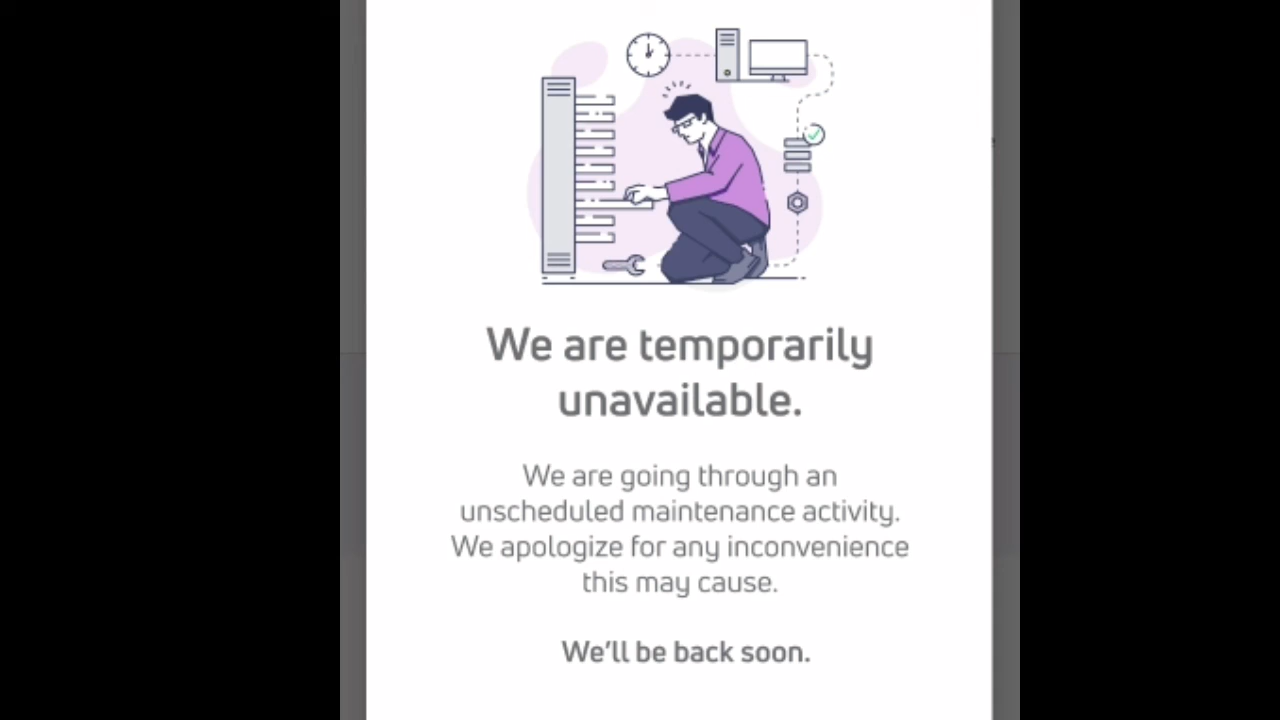 We are temporarily
unavailable.
We are going through an
unscheduled maintenance activity.
We apologize for any inconvenience
this may cause.
We'll be back soon.